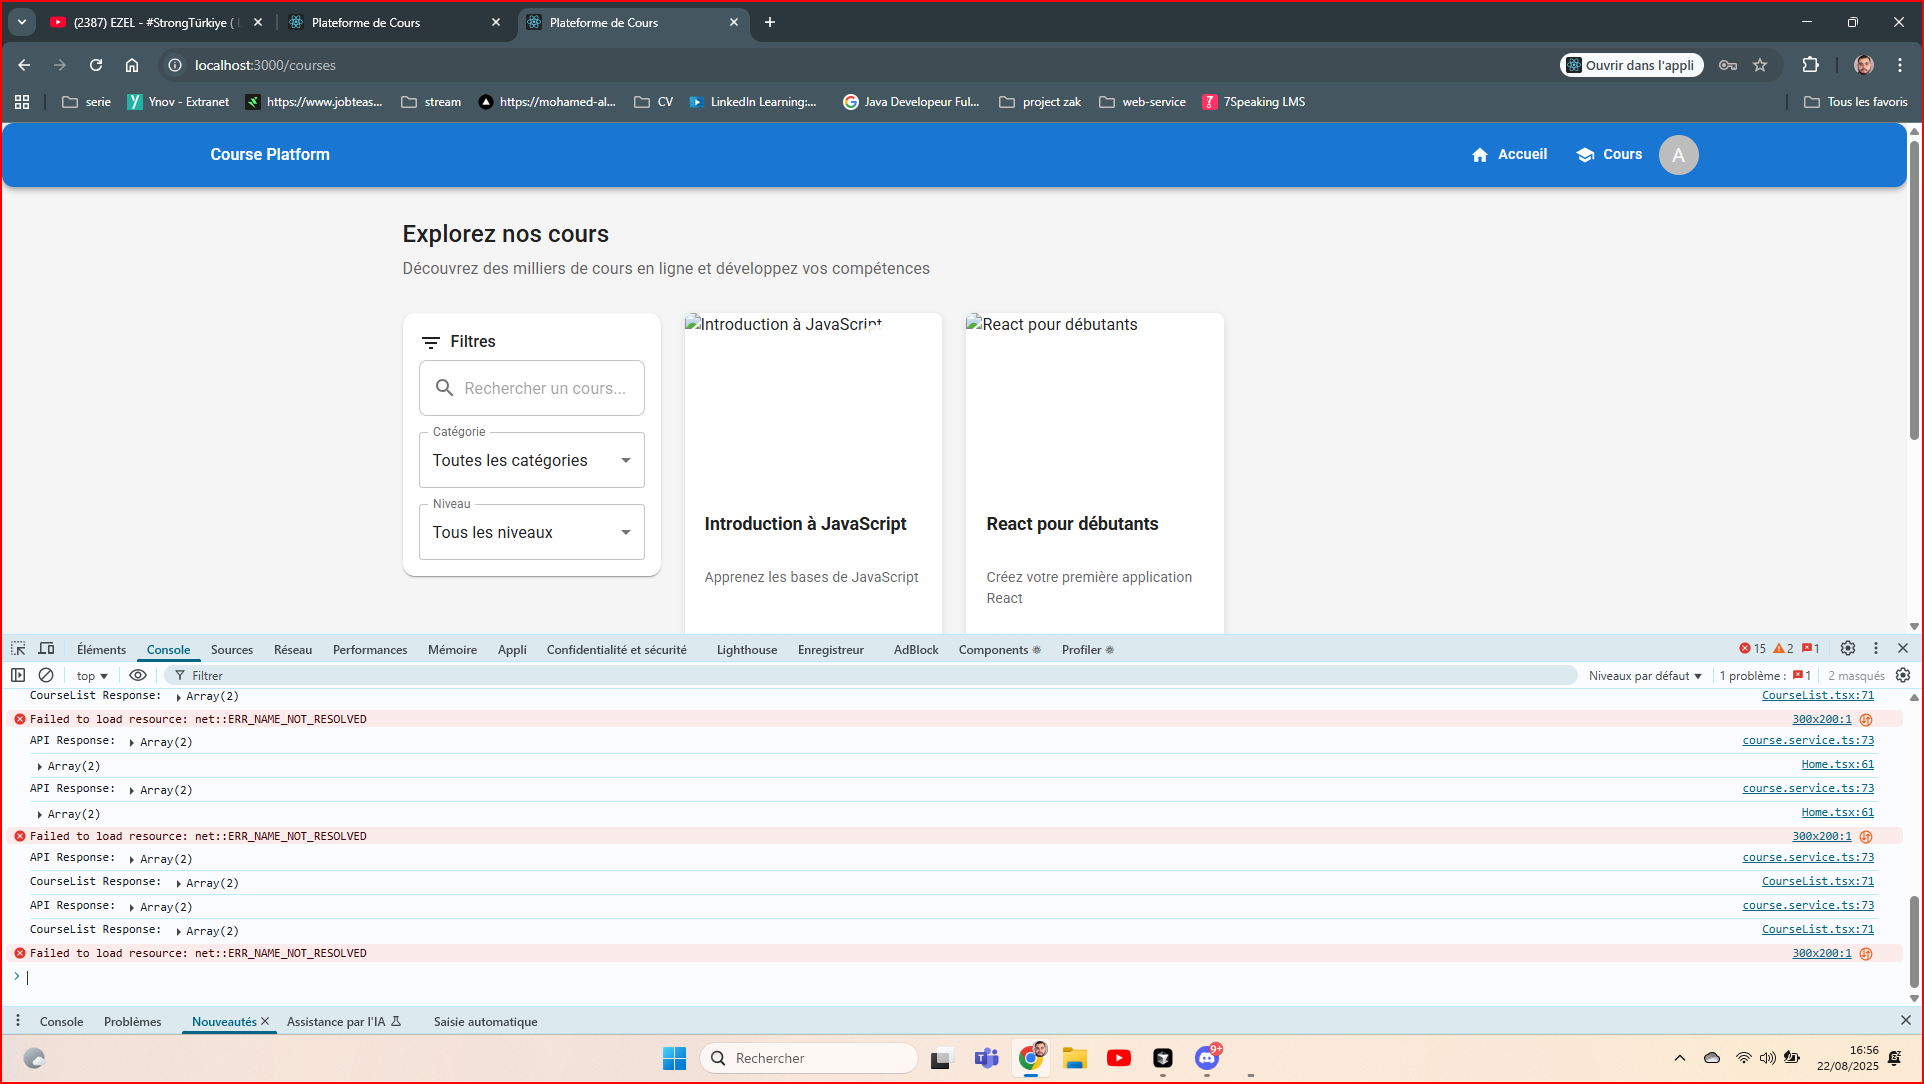 (2387) EZEL - #StrongTürkiye (
Plateforme de Cours
Plateforme de Cours
localhost:3000/courses
Ouvrir dans l'appli
serie
Ynov - Extranet
https://www.jobteas...
stream
https://mohamed-al...
CV
LinkedIn Learning:...
Java Developeur Ful...
project zak
web-service
7Speaking LMS
Tous les favoris
Course Platform
Accueil
Cours
A
Explorez nos cours
Découvrez des milliers de cours en ligne et développez vos compétences
Filtres
Rechercher un cours...
Catégorie
Toutes les catégories
Niveau
Tous les niveaux
Introduction à JavaScript
Introduction à JavaScript
Apprenez les bases de JavaScript
React pour débutants
React pour débutants
Créez votre première application
React
Éléments
Console
Sources
Réseau
Performances
Mémoire
Appli
Confidentialité et sécurité
Lighthouse
Enregistreur
AdBlock
Components
Profiler
15
2
1
top
Filtrer
Niveaux par défaut
1 problème : 1
2 masqués
CourseList Response: Array(2) CourseList.tsx:71
Failed to load resource: net::ERR_NAME_NOT_RESOLVED 300x200:1
API Response: Array(2) course.service.ts:73
Array(2) Home.tsx:61
API Response: Array(2) course.service.ts:73
Array(2) Home.tsx:61
Failed to load resource: net::ERR_NAME_NOT_RESOLVED 300x200:1
API Response: Array(2) course.service.ts:73
CourseList Response: Array(2) CourseList.tsx:71
API Response: Array(2) course.service.ts:73
CourseList Response: Array(2) CourseList.tsx:71
Failed to load resource: net::ERR_NAME_NOT_RESOLVED 300x200:1
Console
Problèmes
Nouveautés
Assistance par l'IA
Saisie automatique
Rechercher
9+
16:56
22/08/2025